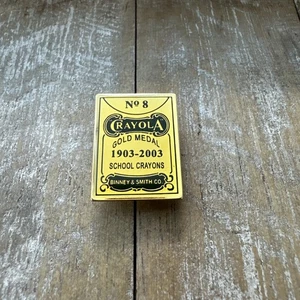 Nº 8
CRAYOLA
GOLD MEDAL
1903-2003
SCHOOL CRAYONS
BINNEY & SMITH CO.